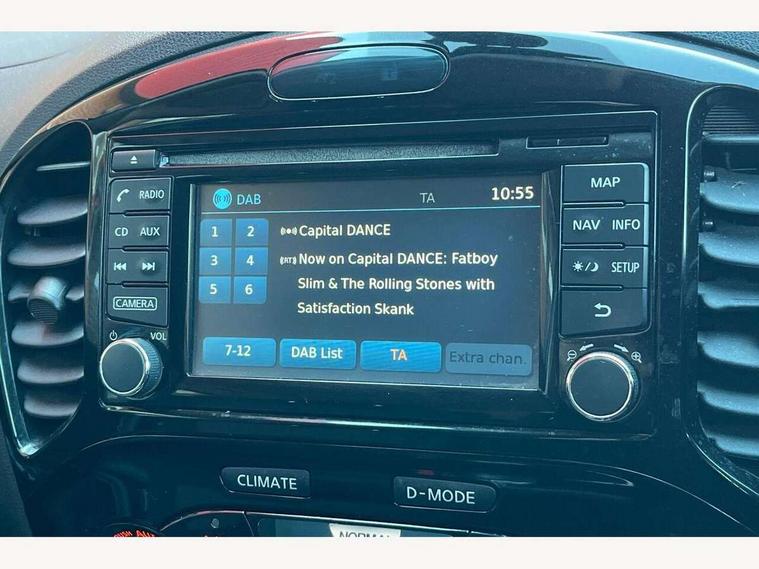 RADIO
CD AUX
CAMERA
VOL
DAB TA 10:55
1 2
3 4
5 6
Capital DANCE
Now on Capital DANCE: Fatboy
Slim & The Rolling Stones with
Satisfaction Skank
7-12 DAB List TA Extra chan.
MAP
NAV INFO
SETUP
CLIMATE
D-MODE
NORMAL